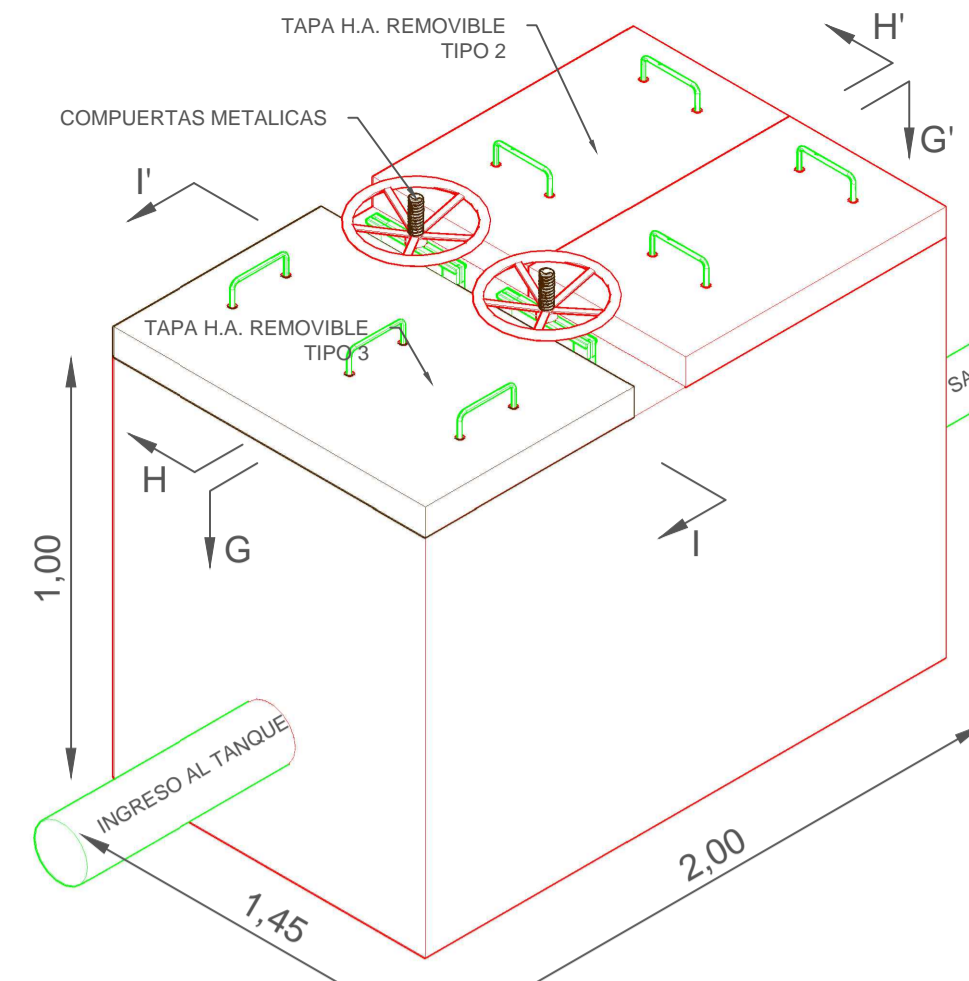 TAPA H.A. REMOVIBLE
TIPO 2
H'
COMPUERTAS METALICAS
G'
I'
TAPA H.A. REMOVIBLE
TIPO 3
SA
H
G
I
1,00
INGRESO AL TANQUE
2,00
1,45